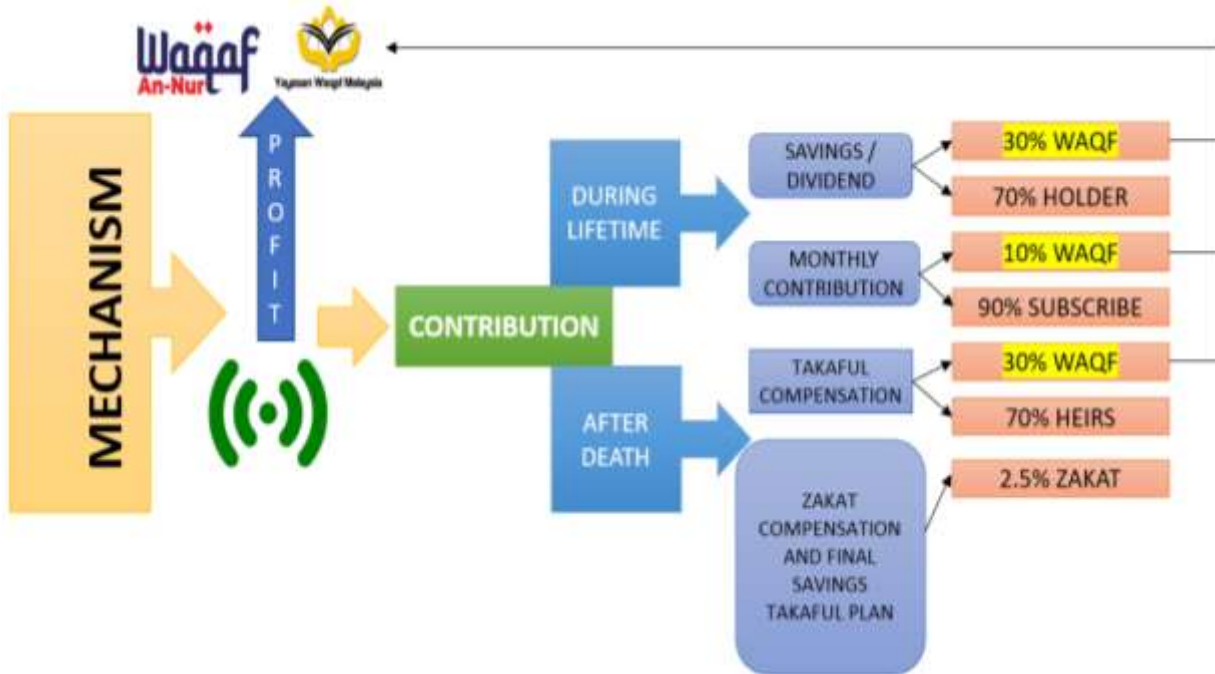 Waqaf
An-Nur
Yayasan Waqaf Malaysia
MECHANISM
PROFIT
CONTRIBUTION
DURING
LIFETIME
AFTER
DEATH
SAVINGS /
DIVIDEND
30% WAQF
70% HOLDER
MONTHLY
CONTRIBUTION
10% WAQF
90% SUBSCRIBE
TAKAFUL
COMPENSATION
30% WAQF
70% HEIRS
ZAKAT
COMPENSATION
AND FINAL
SAVINGS
TAKAFUL PLAN
2.5% ZAKAT